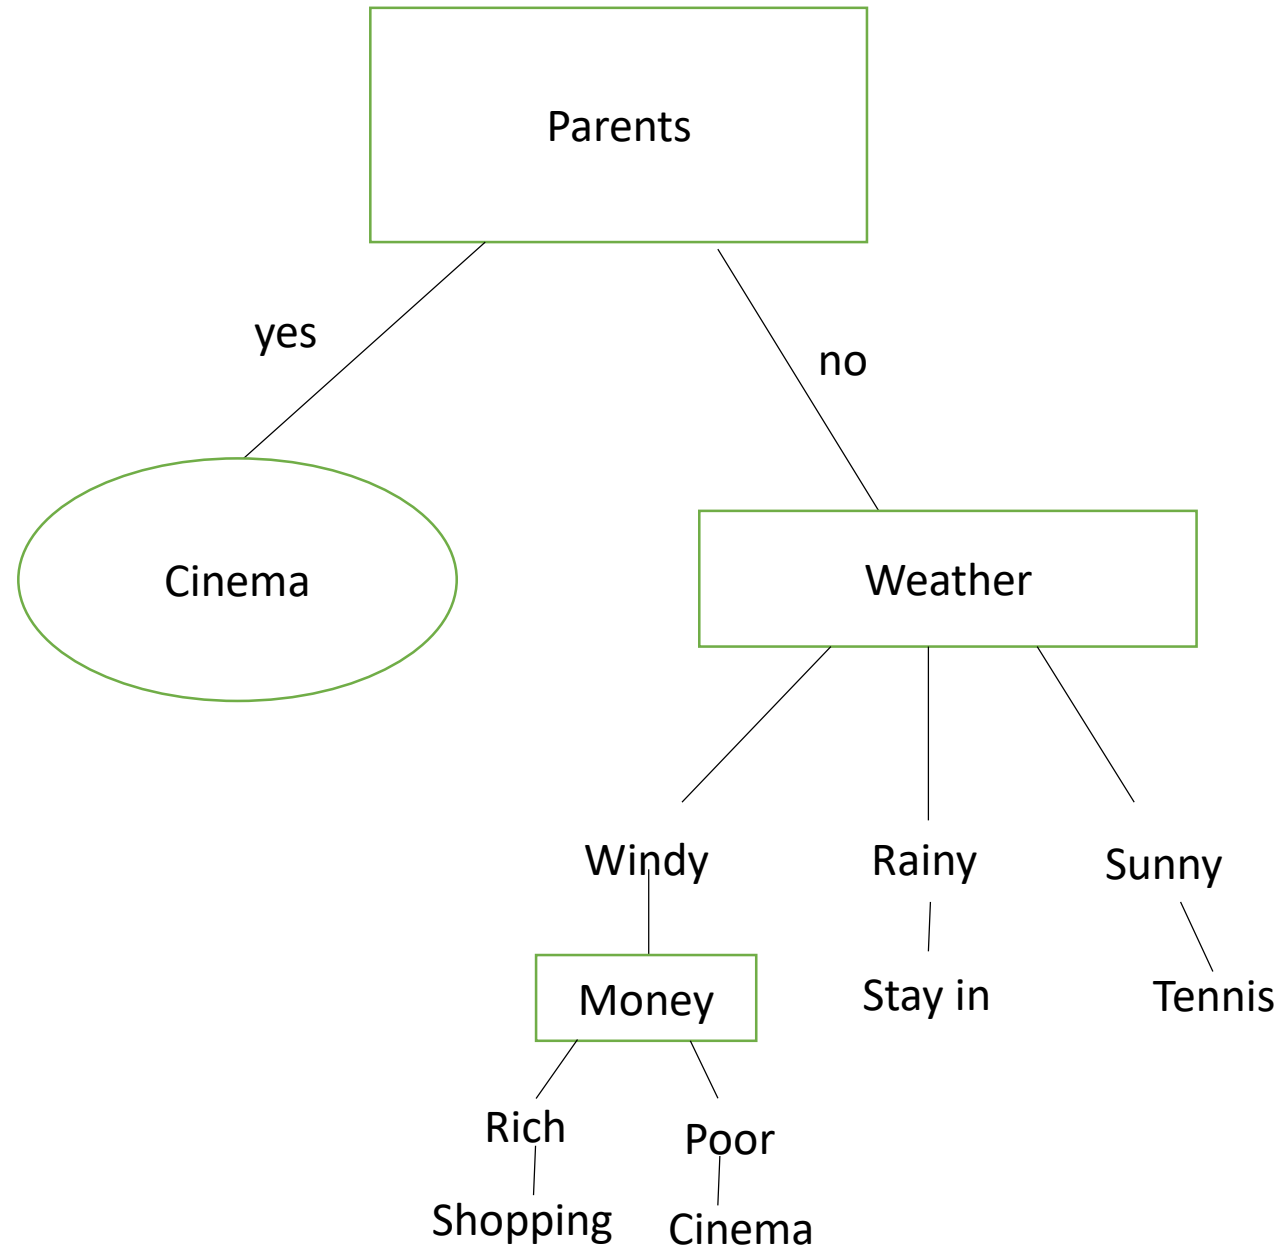 Parents
yes
no
Cinema
Weather
Windy
Rainy
Sunny
Money
Stay in
Tennis
Rich
Poor
Shopping
Cinema